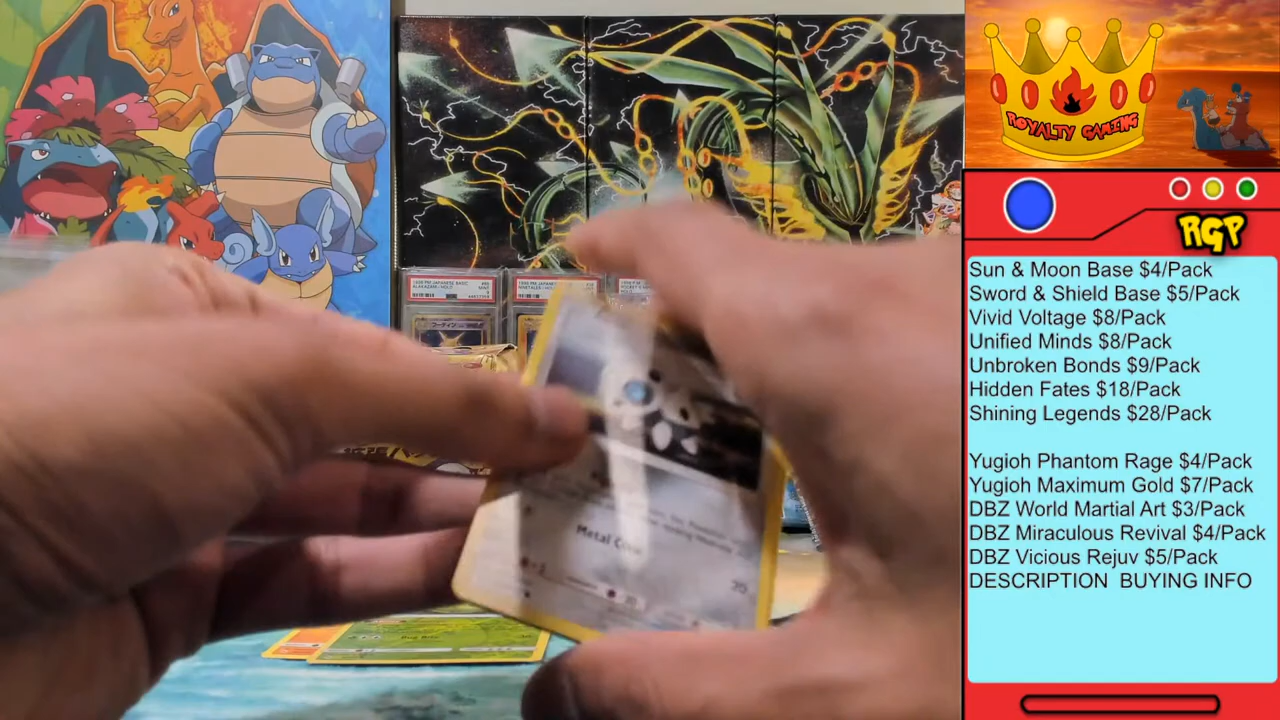 ROYALTY GAMING
RGP
Sun & Moon Base $4/Pack
Sword & Shield Base $5/Pack
Vivid Voltage $8/Pack
Unified Minds $8/Pack
Unbroken Bonds $9/Pack
Hidden Fates $18/Pack
Shining Legends $28/Pack
Yugioh Phantom Rage $4/Pack
Yugioh Maximum Gold $7/Pack
DBZ World Martial Art $3/Pack
DBZ Miraculous Revival $4/Pack
DBZ Vicious Rejuv $5/Pack
DESCRIPTION BUYING INFO
Metal
20